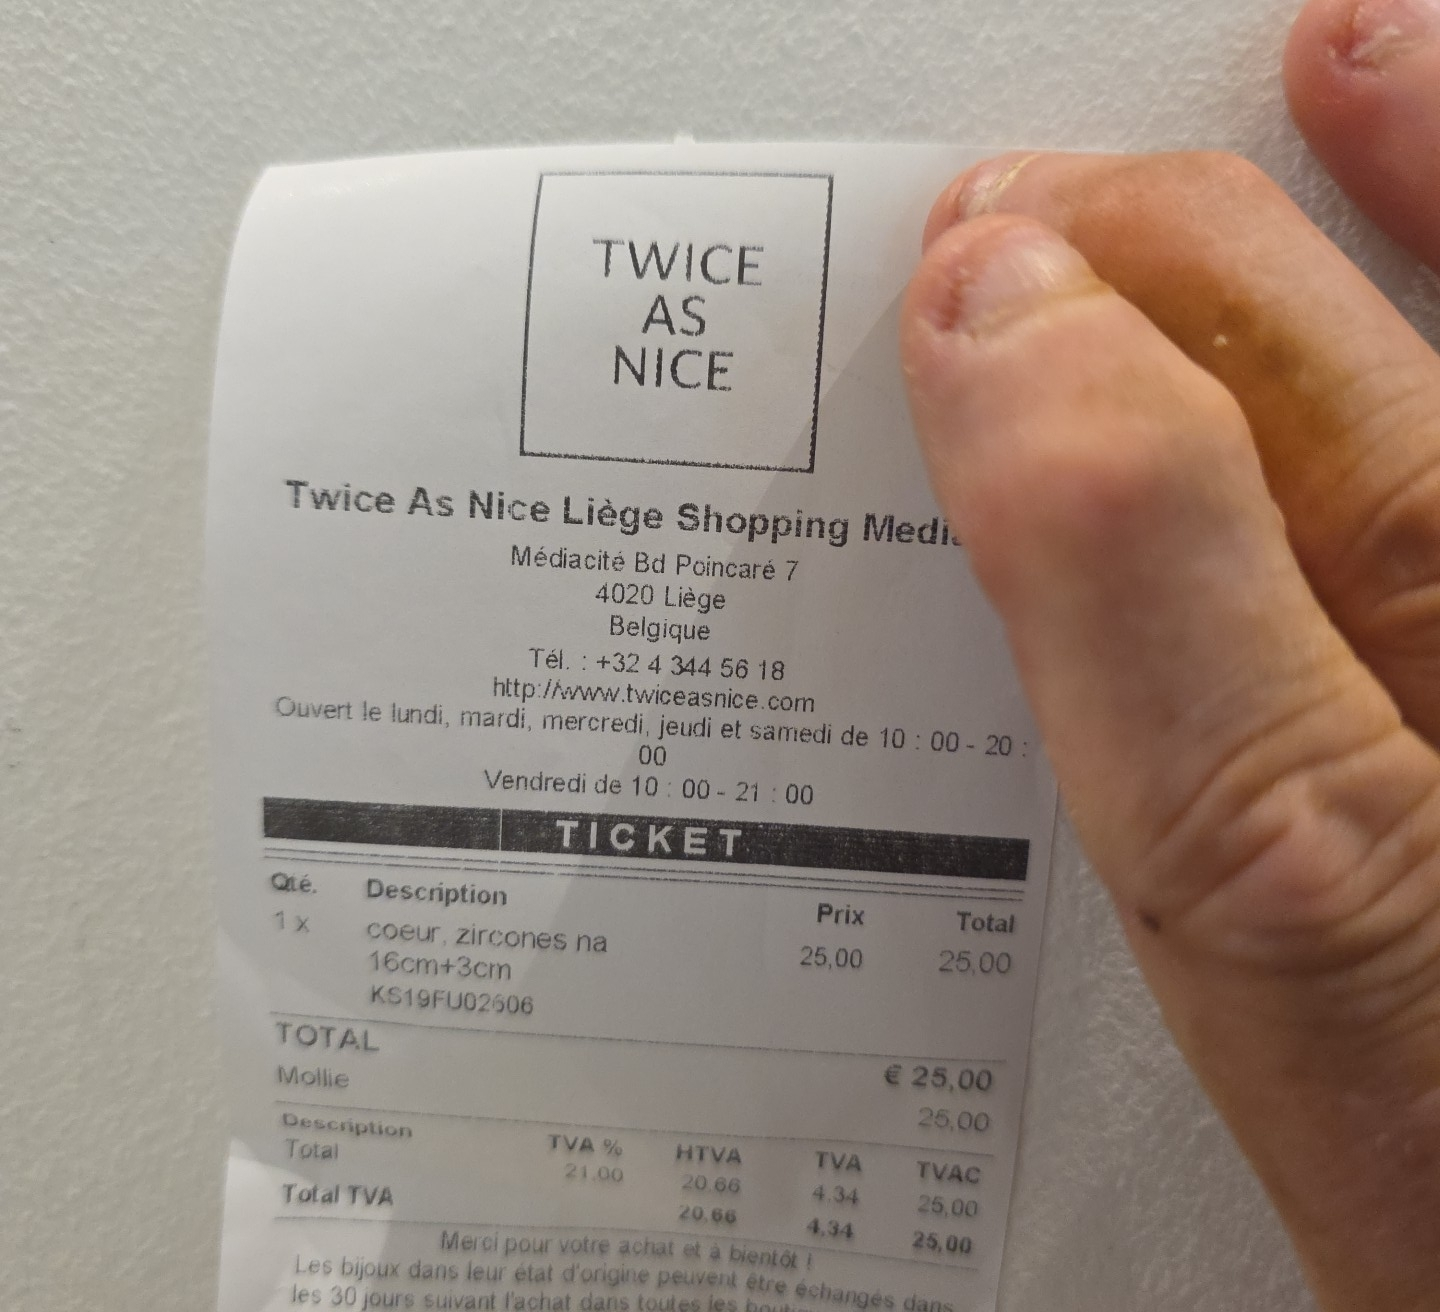 TWICE
AS
NICE
Twice As Nice Liège Shopping
Médiacité Bd Poincaré 7
4020 Liège
Belgique
Tél. : +32 4 344 56 18
http://www.twiceasnice.com
Ouvert le lundi, mardi, mercredi, jeudi et samedi de 10 : 00 - 20 :
00
Vendredi de 10 : 00 - 21 : 00
TICKET
Qté. Description Prix Total
1 x coeur, zircones na 25,00 25,00
16cm+3cm
KS19FU02606
TOTAL € 25,00
Mollie 25,00
Description TVA % HTVA TVA TVAC
Total 21.00 20.66 4.34 25,00
Total TVA 20,66 4.34 25,00
Merci pour votre achat et à bientôt !
Les bijoux dans leur état d'origine peuvent être échangés dans
les 30 jours suivant l'achat dans toutes les